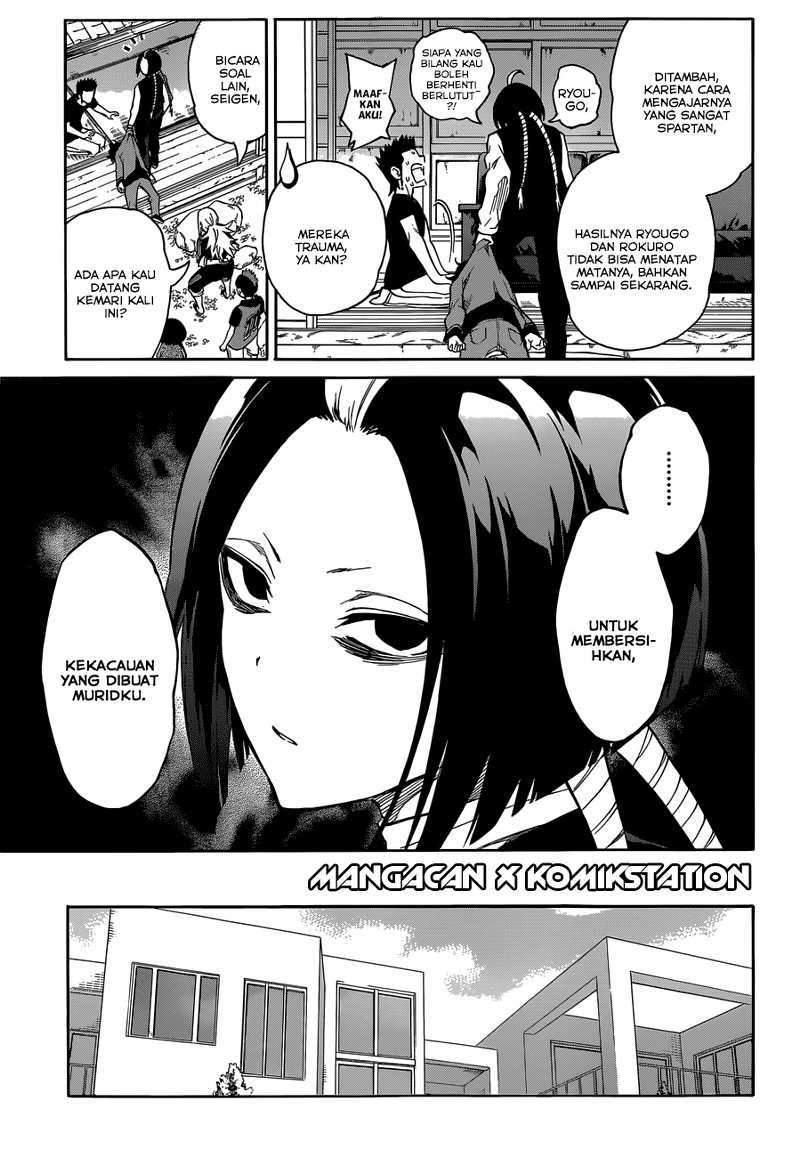 DITAMBAH,
KARENA CARA
MENGAJARNYA
YANG SANGAT
SPARTAN,
HASILNYA RYOUGO
DAN ROKURO
TIDAK BISA MENATAP
MATANYA, BAHKAN
SAMPAI SEKARANG.
RYOU-
GO,
SIAPA YANG
BILANG KAU
BOLEH
BERHENTI
BERLUTUT
?!
MAAF-
KAN
AKU!
MEREKA
TRAUMA,
YA KAN?
BICARA
SOAL
LAIN,
SEIGEN,
ADA APA KAU
DATANG
KEMARI KALI
INI?
.........
UNTUK
MEMBERSI-
HKAN,
KEKACAUAN
YANG DIBUAT
MURIDKU.
MANGACAN X KOMIKSTATION